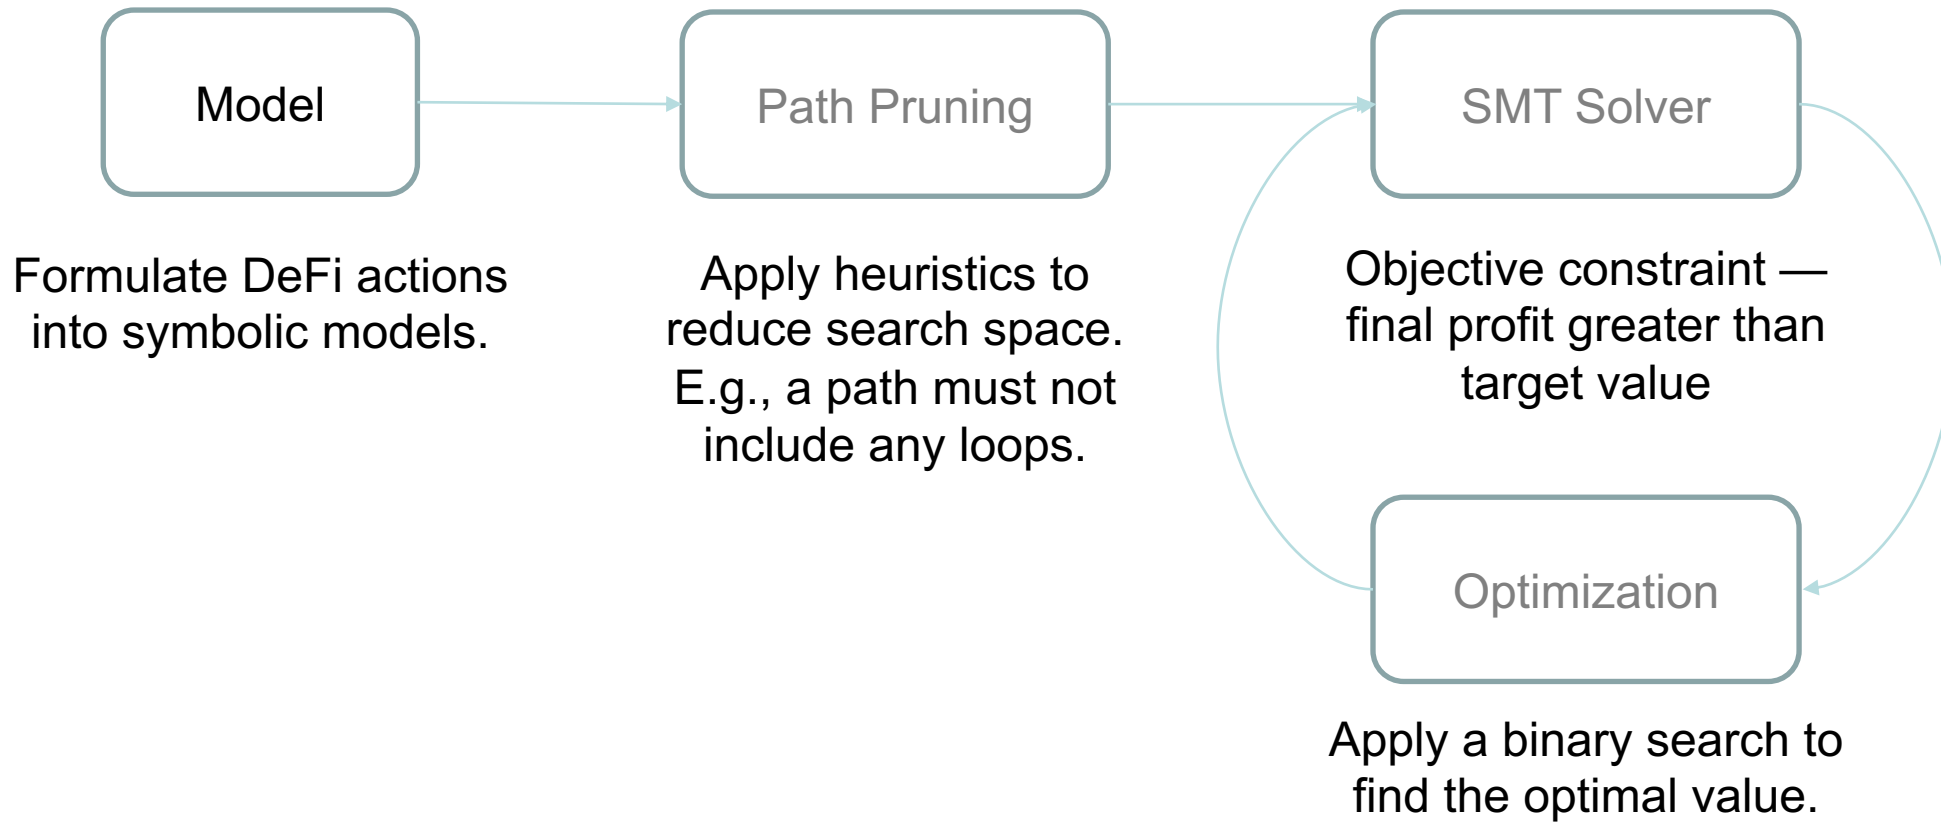 Model
Path Pruning
SMT Solver
Formulate DeFi actions
into symbolic models.
Apply heuristics to
reduce search space.
E.g., a path must not
include any loops.
Objective constraint —
final profit greater than
target value
Optimization
Apply a binary search to
find the optimal value.